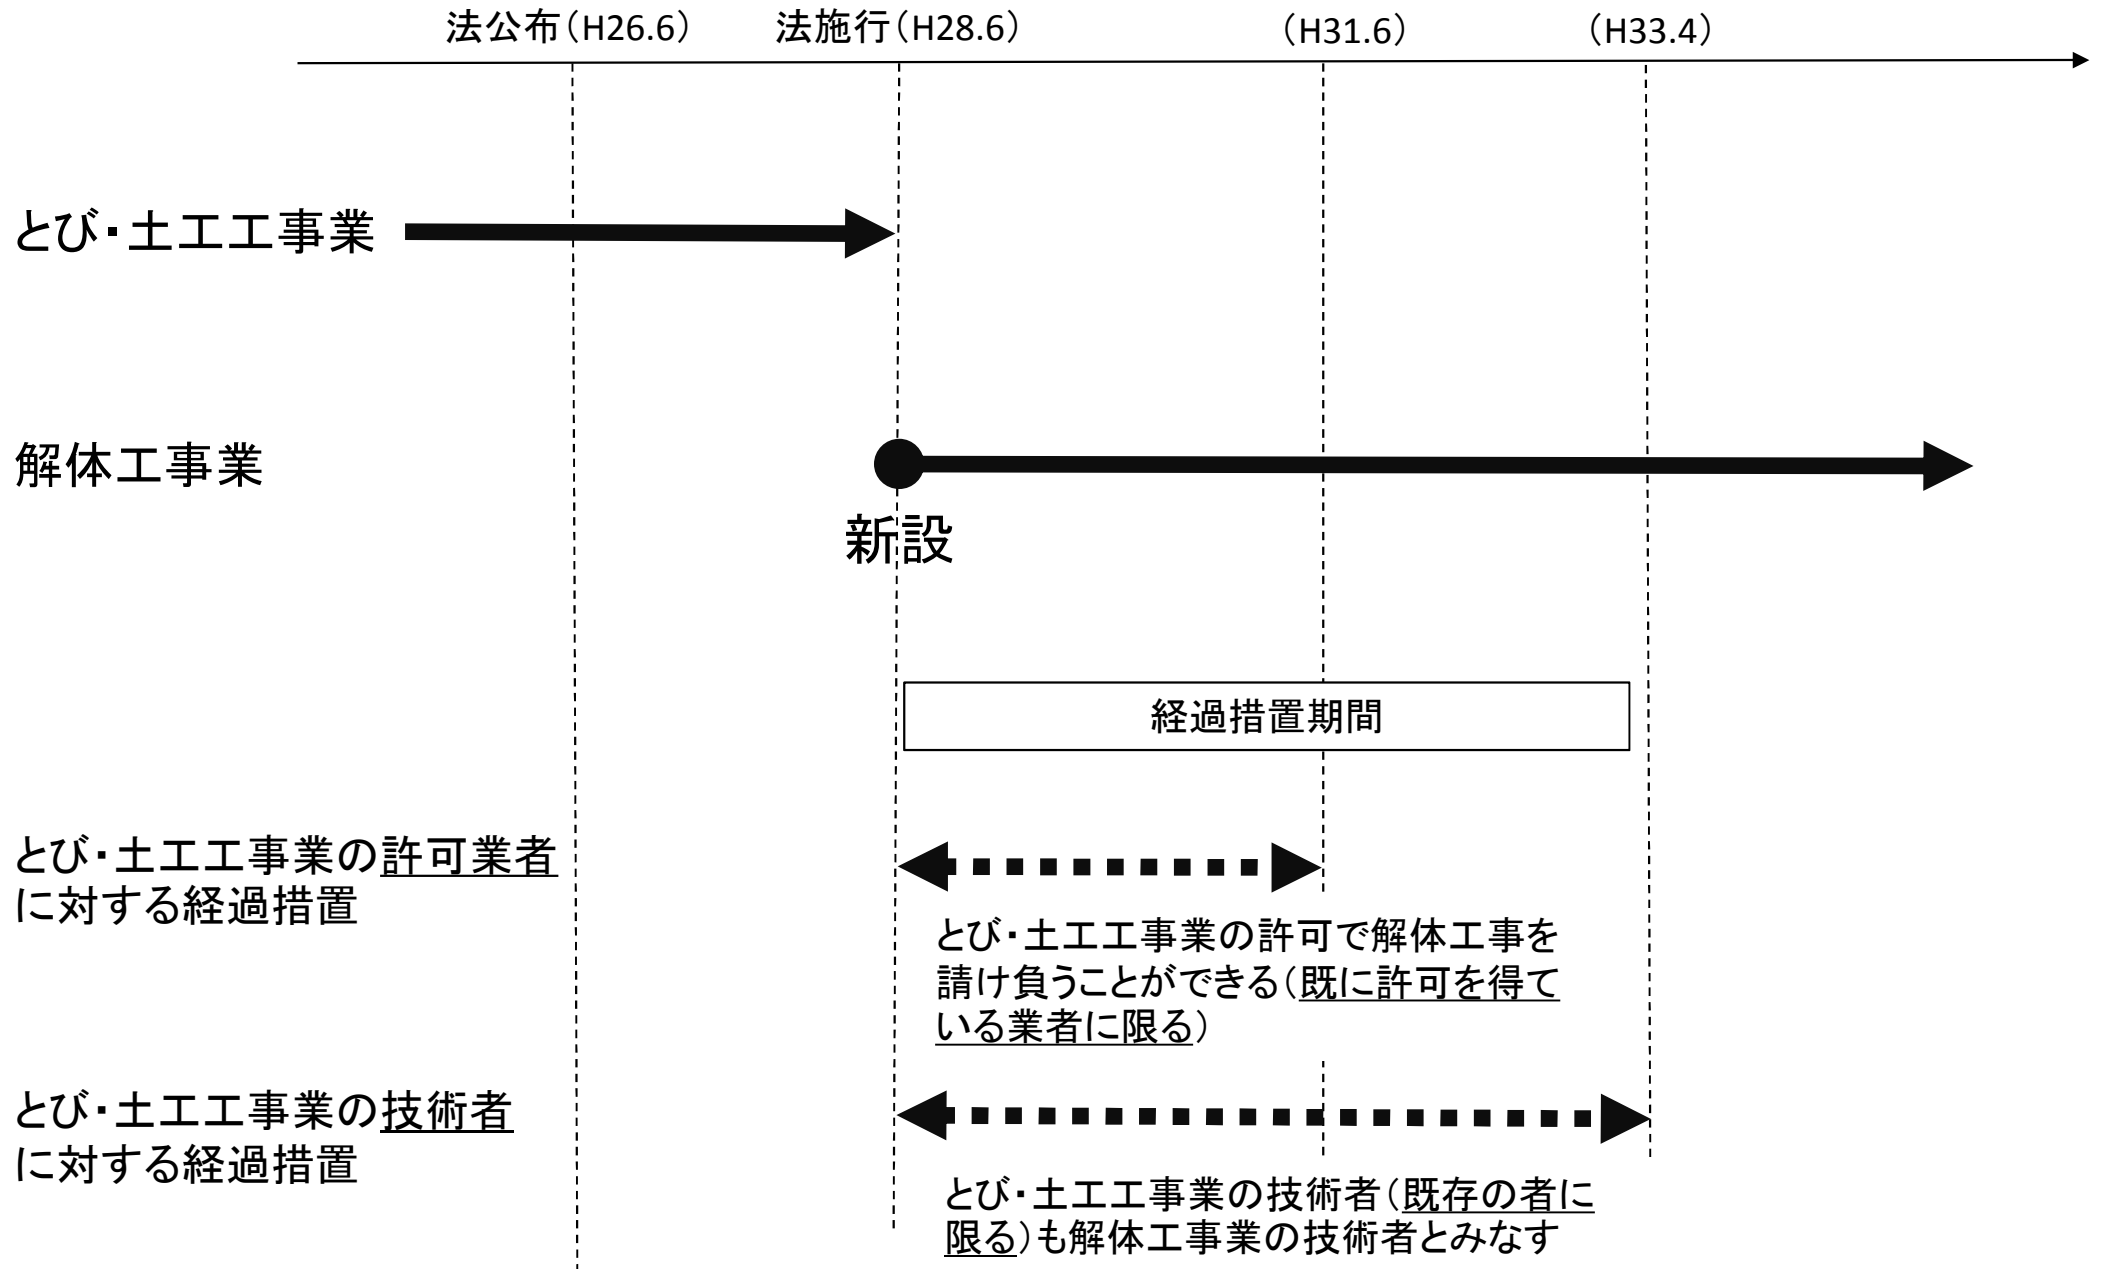 法公布（H26.6）
法施行（H28.6）
（H31.6）
（H33.4）
とび・土工工事業
解体工事業
新設
経過措置期間
とび・土工工事業の許可業者
に対する経過措置
とび・土工工事業の許可で解体工事を
請け負うことができる（既に許可を得て
いる業者に限る）
とび・土工工事業の技術者
に対する経過措置
とび・土工工事業の技術者（既存の者に
限る）も解体工事業の技術者とみなす